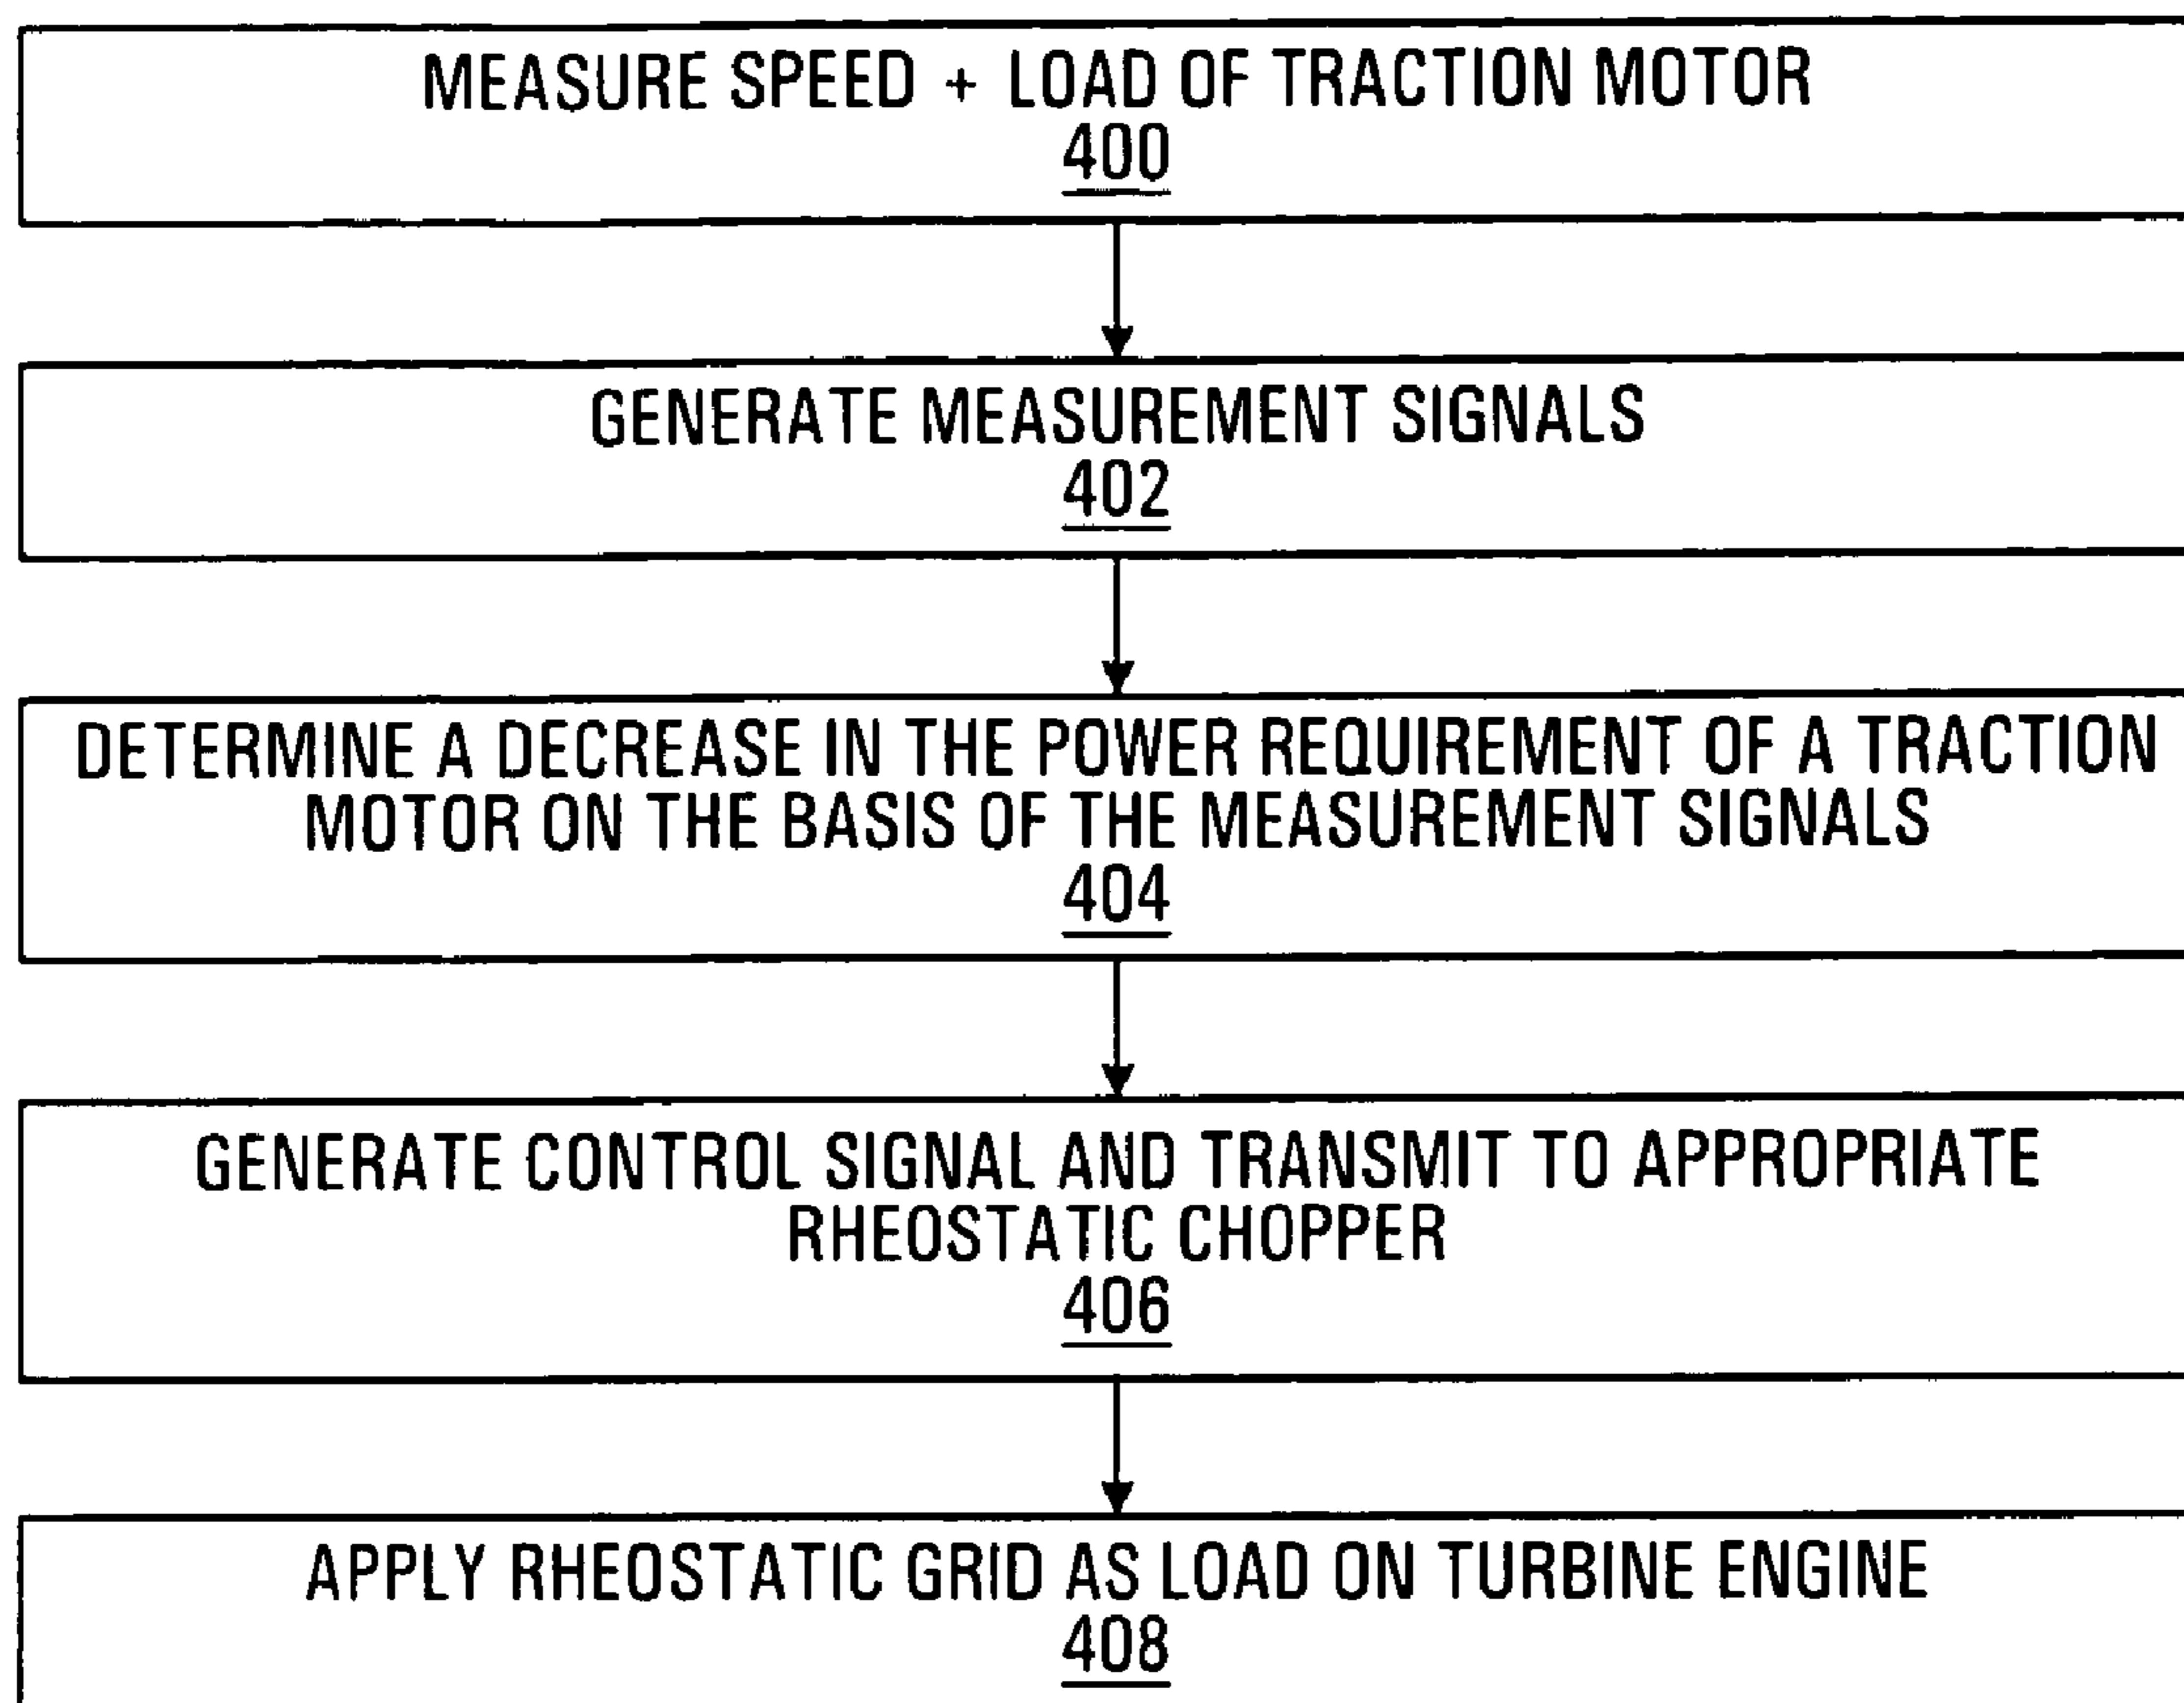 MEASURE SPEED + LOAD OF TRACTION MOTOR
400
GENERATE MEASUREMENT SIGNALS
402
DETERMINE A DECREASE IN THE POWER REQUIREMENT OF A TRACTION
MOTOR ON THE BASIS OF THE MEASUREMENT SIGNALS
404
GENERATE CONTROL SIGNAL AND TRANSMIT TO APPROPRIATE
RHEOSTATIC CHOPPER
406
APPLY RHEOSTATIC GRID AS LOAD ON TURBINE ENGINE
408